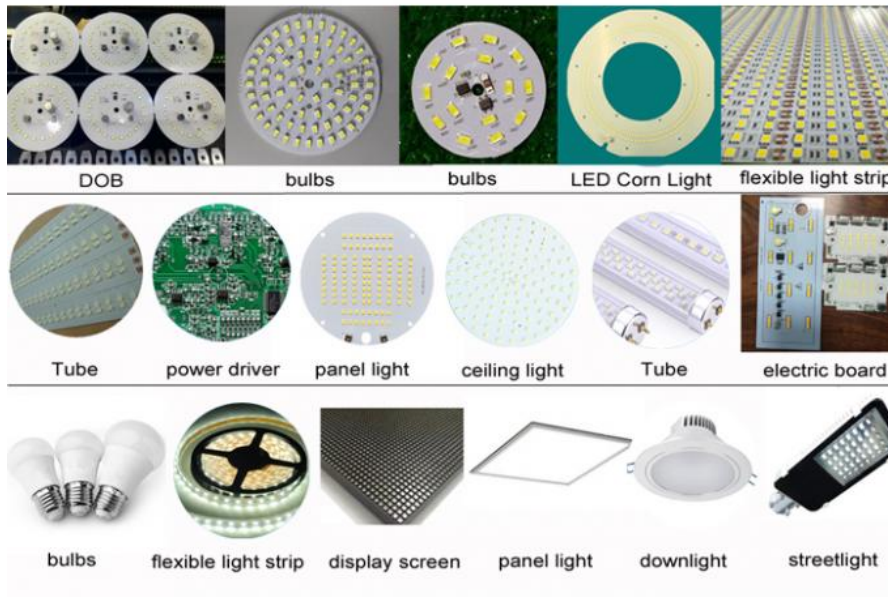 DOB bulbs bulbs LED Corn Light flexible light strip
Tube power driver panel light ceiling light Tube electric board
bulbs flexible light strip display screen panel light downlight streetlight